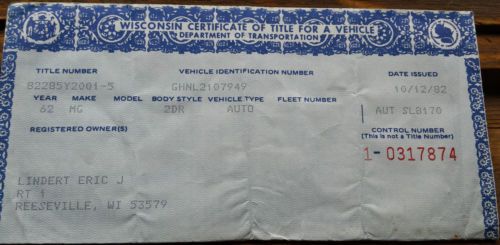 WISCONSIN CERTIFICATE OF TITLE FOR A VEHICLE
DEPARTMENT OF TRANSPORTATION
TITLE NUMBER VEHICLE IDENTIFICATION NUMBER DATE ISSUED
82285Y2001-5 GHNL2107949 10/12/82
YEAR MAKE MODEL BODY STYLE VEHICLE TYPE FLEET NUMBER
62 MG 2DR AUTO AUT SL8170
REGISTERED OWNER(S) CONTROL NUMBER
(This is not a Title Number)
1-0317874
LINDERT ERIC J
RT 1
REESEVILLE, WI 53579